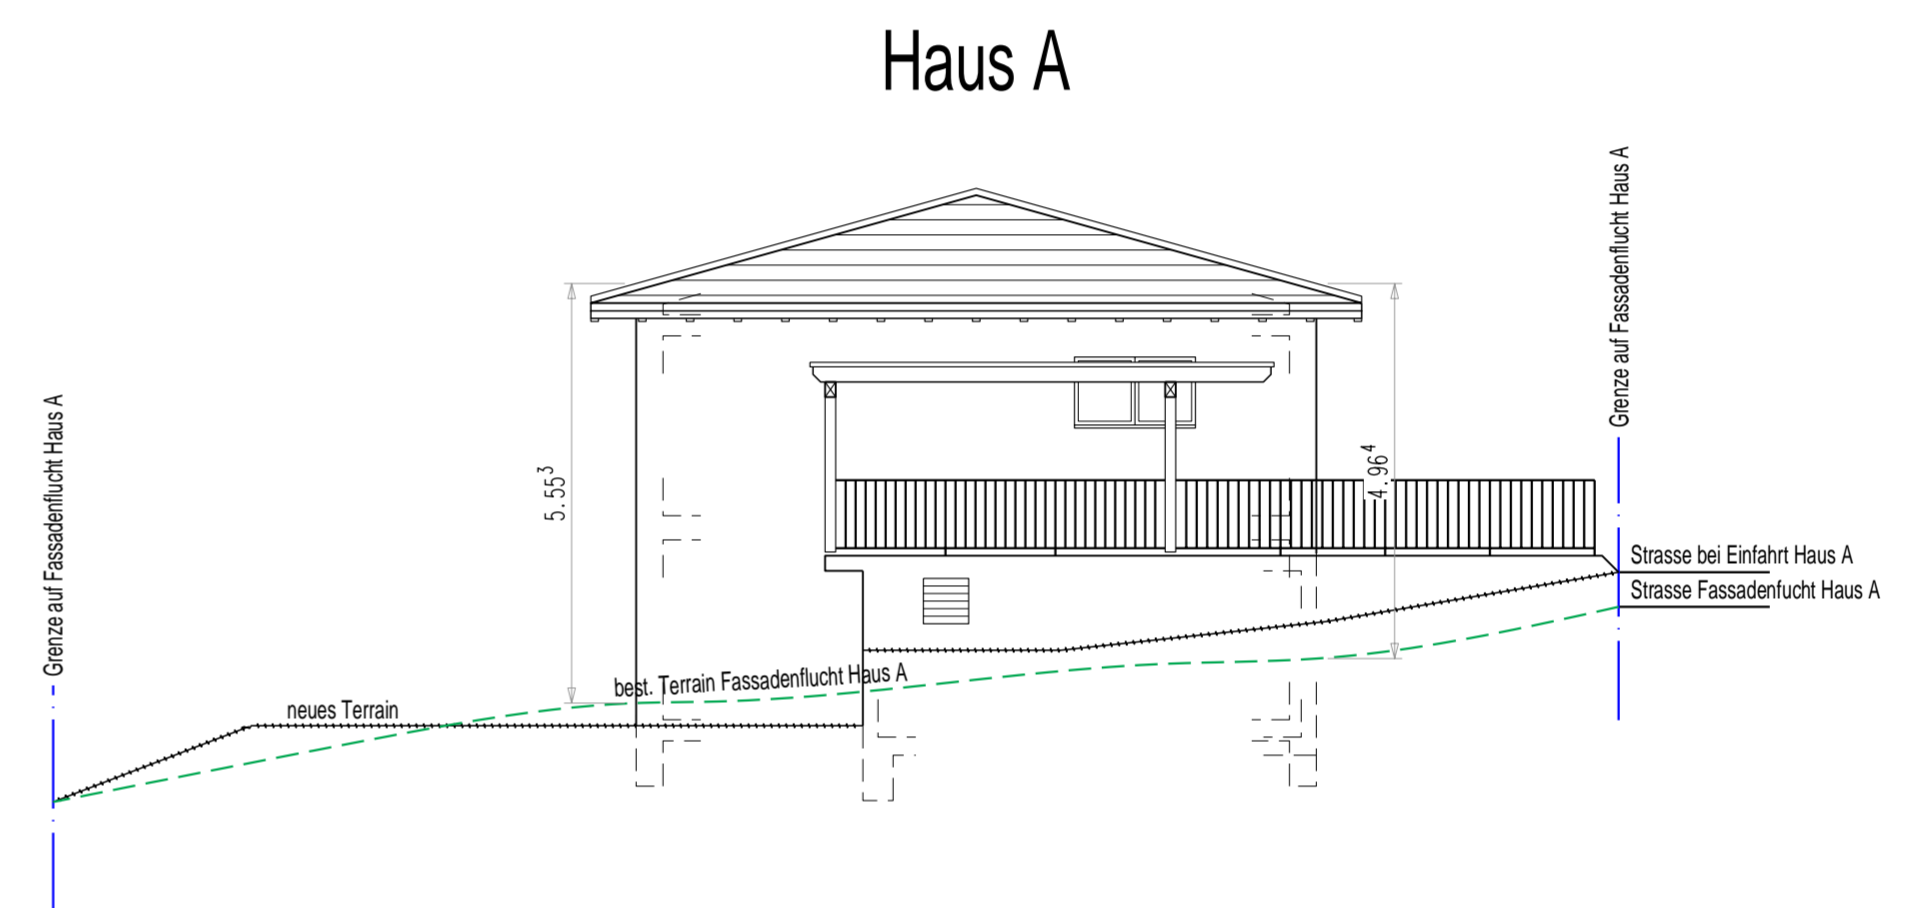 Haus A
Grenze auf Fassadenflucht Haus A
Grenze auf Fassadenflucht Haus A
5.55³
4.96⁴
Strasse bei Einfahrt Haus A
Strasse Fassadenfucht Haus A
best. Terrain Fassadenflucht Haus A
neues Terrain